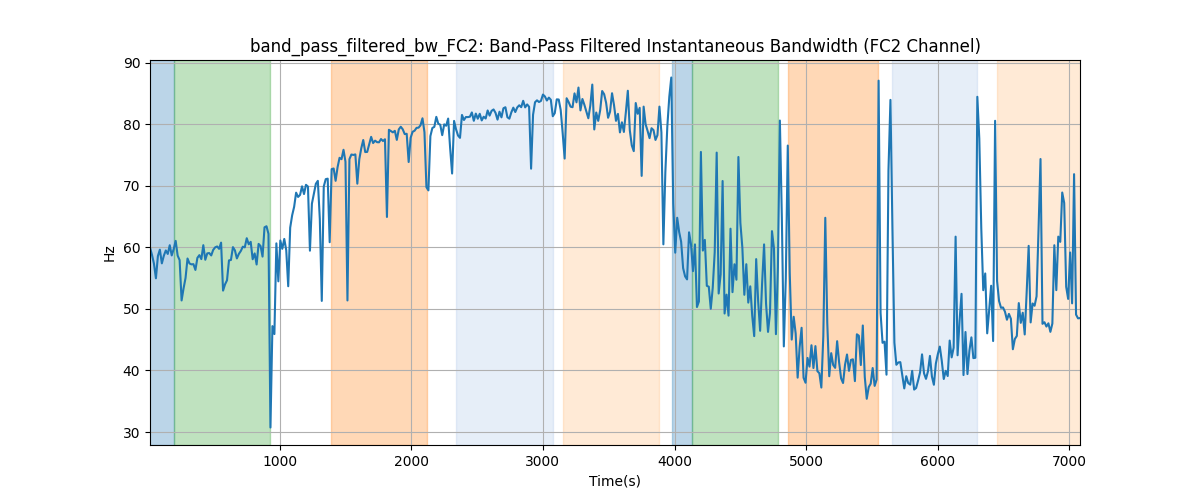 band_pass_filtered_bw_FC2: Band-Pass Filtered Instantaneous Bandwidth (FC2 Channel)
90
80
70
60
50
40
30
Hz
1000 2000 3000 4000 5000 6000 7000
Time(s)